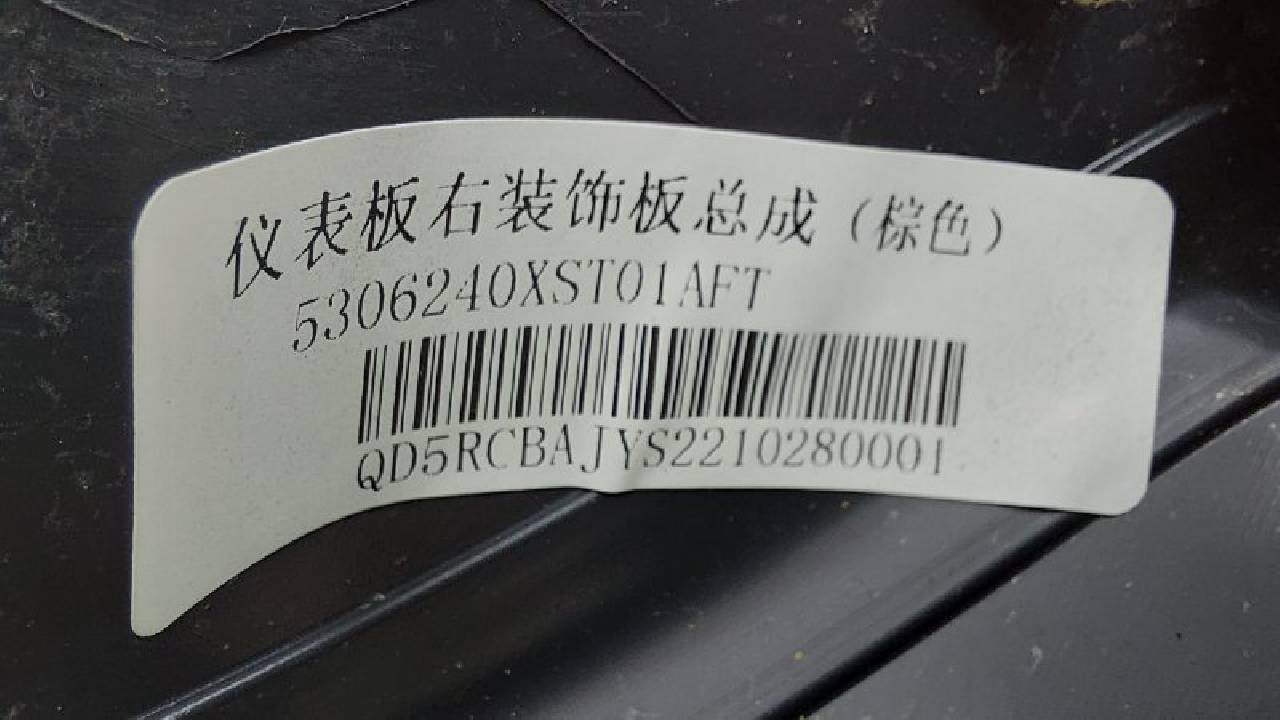 仪表板右装饰板总成（棕色）
5306240XST01AFT
QD5RCBAJYS2210280001